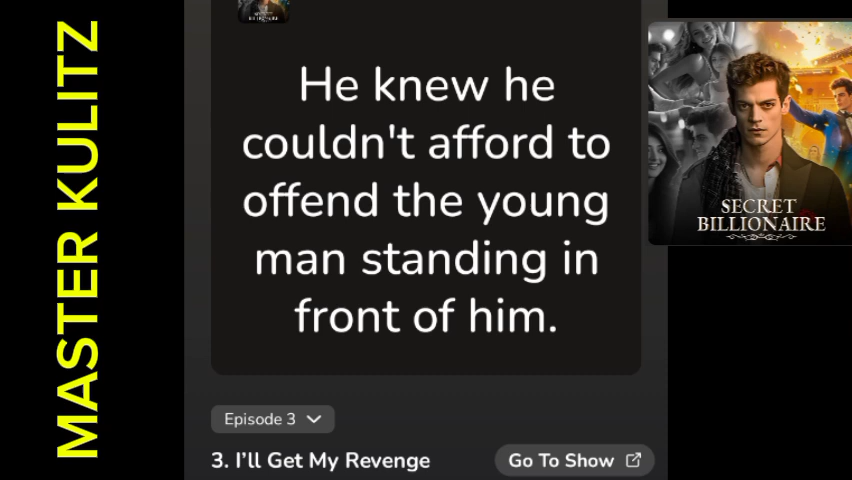 MASTER KULITZ
He knew he
couldn't afford to
offend the young
man standing in
front of him.
SECRET
BILLIONAIRE
Episode 3
3. I'll Get My Revenge
Go To Show